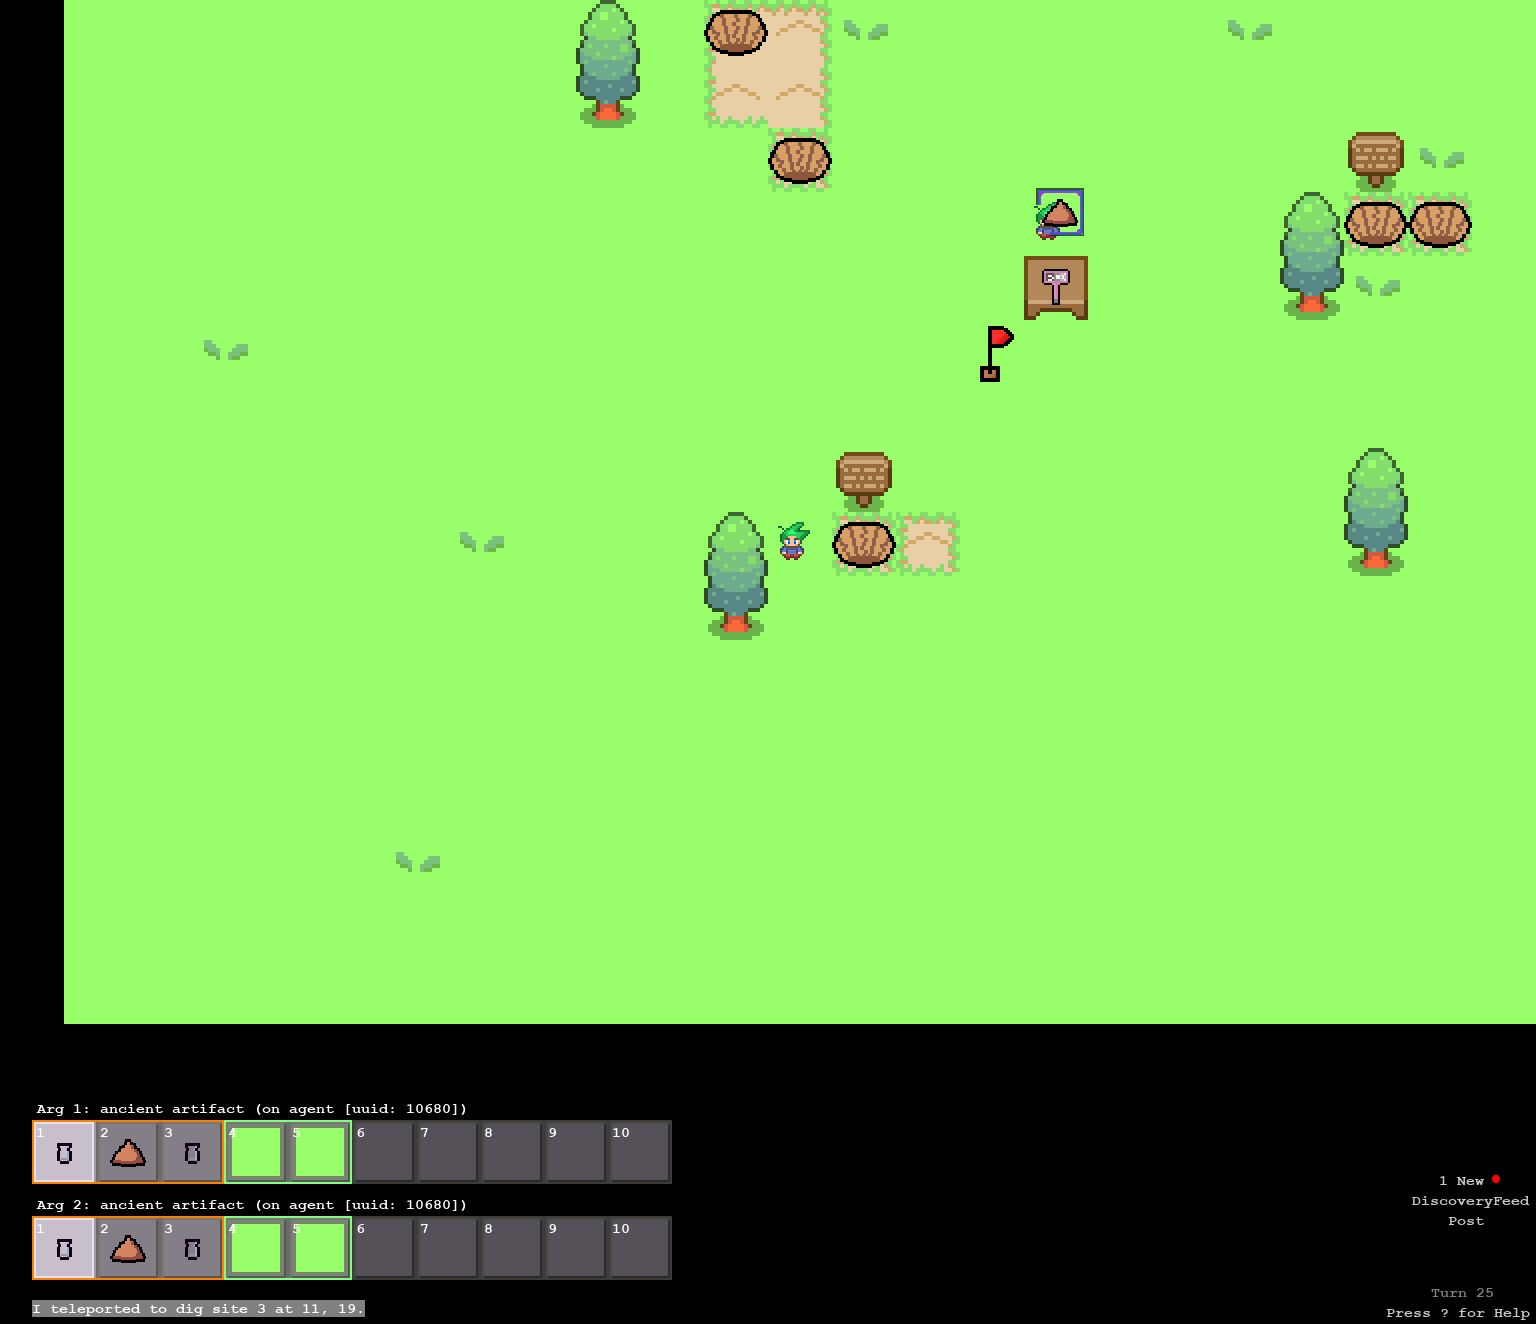 Arg 1: ancient artifact (on agent [uuid: 10680])
1 2 3 4 5 6 7 8 9 10
Arg 2: ancient artifact (on agent [uuid: 10680])
1 2 3 4 5 6 7 8 9 10
1 New
DiscoveryFeed
Post
Turn 25
I teleported to dig site 3 at 11, 19.
Press ? for Help